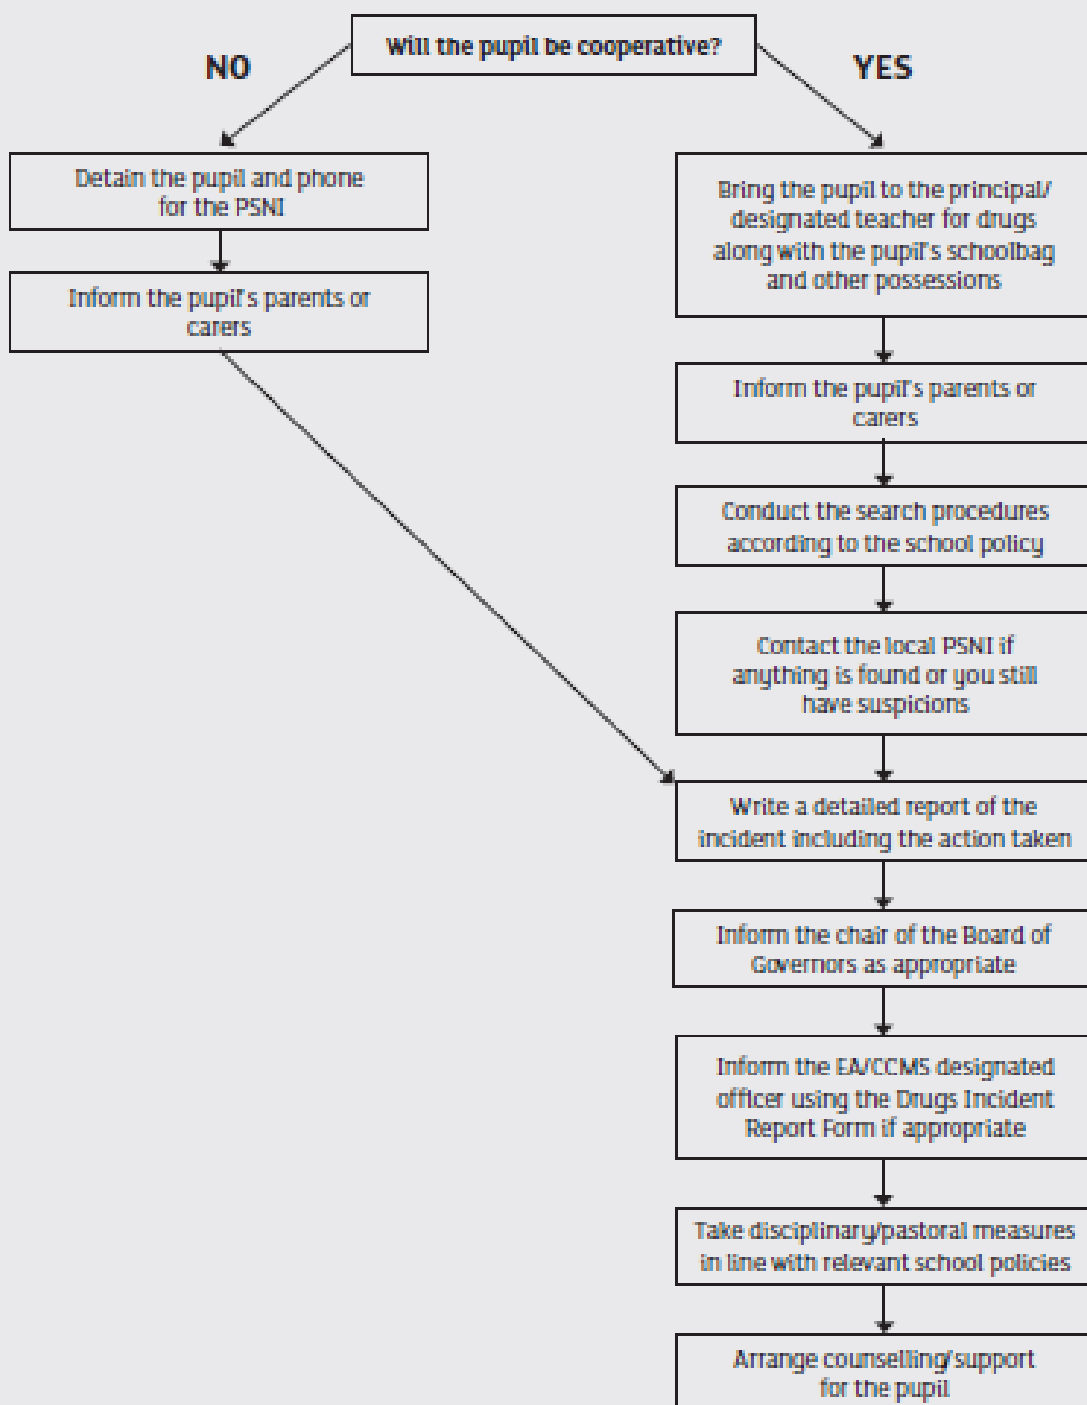 Will the pupil be cooperative?
NO
YES
Detain the pupil and phone
for the PSNI
Inform the pupil's parents or
carers
Bring the pupil to the principal/
designated teacher for drugs
along with the pupil's schoolbag
and other possessions
Inform the pupil's parents or
carers
Conduct the search procedures
according to the school policy
Contact the local PSNI if
anything is found or you still
have suspicions
Write a detailed report of the
incident including the action taken
Inform the chair of the Board of
Governors as appropriate
Inform the EA/CCMS designated
officer using the Drugs Incident
Report Form if appropriate
Take disciplinary/pastoral measures
in line with relevant school policies
Arrange counselling/support
for the pupil